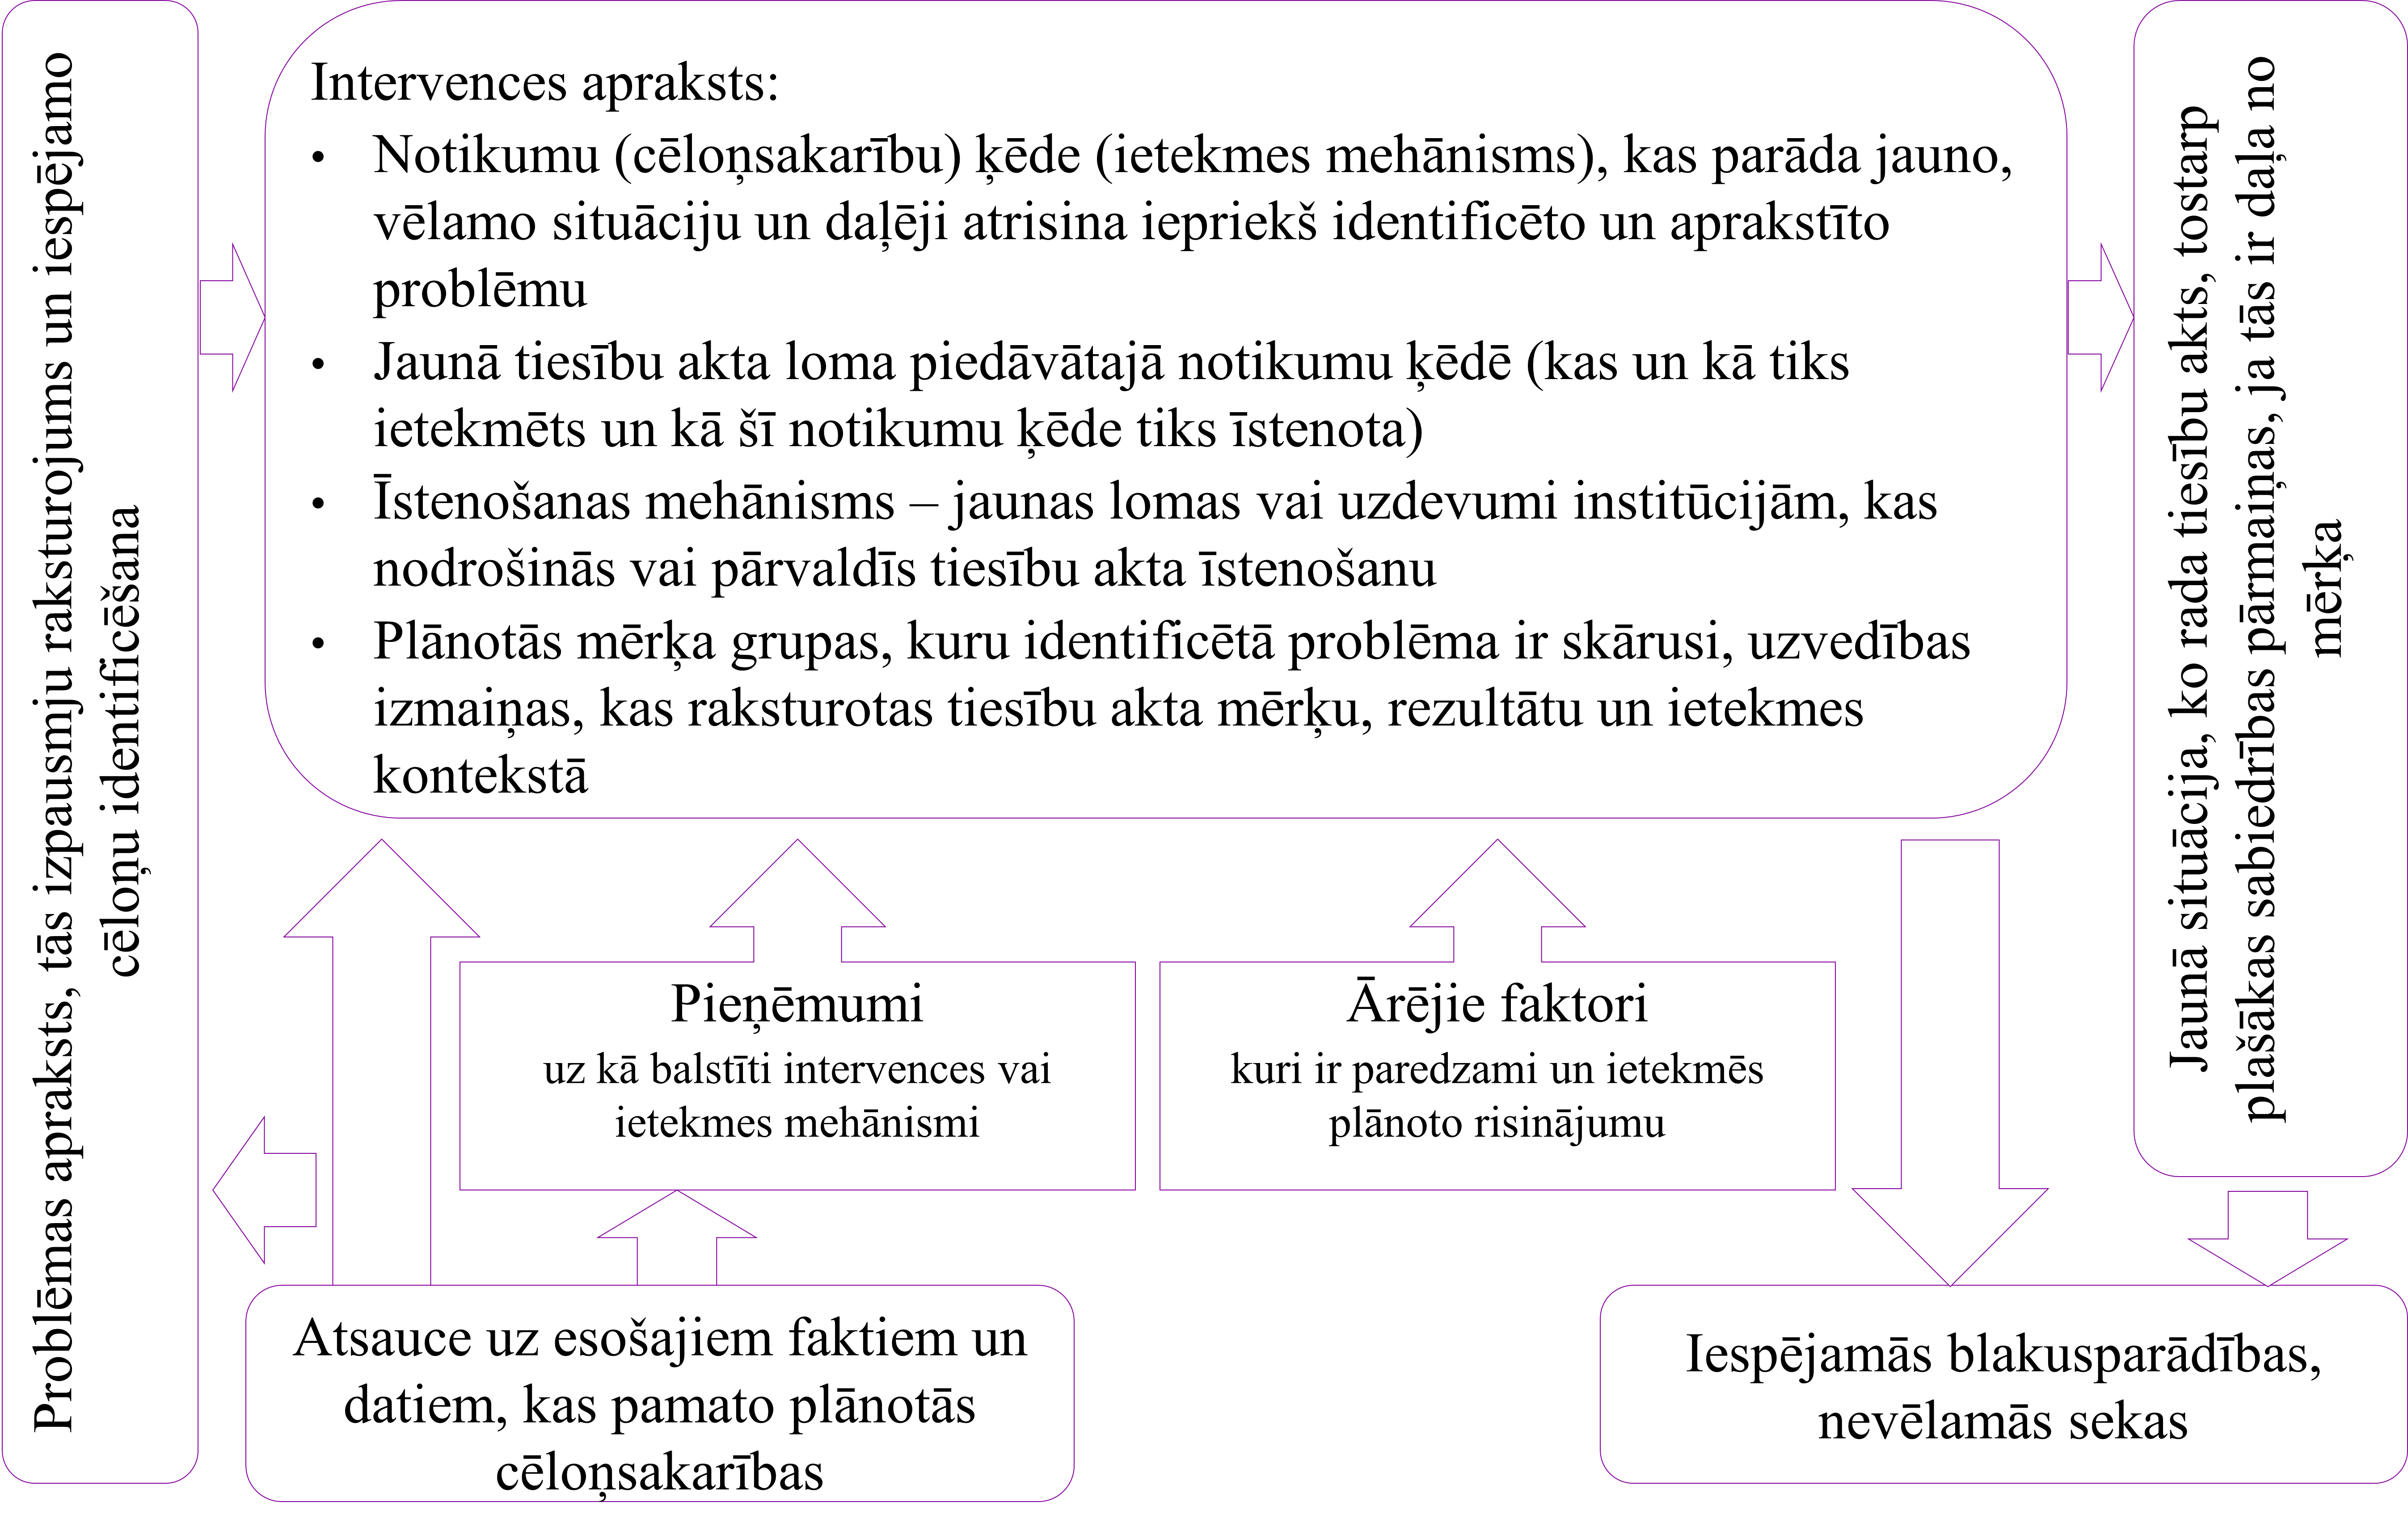 Problēmas apraksts, tās izpausmju raksturojums un iespējamo
cēloņu identificēšana
Intervences apraksts:
• Notikumu (cēloņsakarību) ķēde (ietekmes mehānisms), kas parāda jauno,
vēlamo situāciju un daļēji atrisina iepriekš identificēto un aprakstīto
problēmu
• Jaunā tiesību akta loma piedāvātajā notikumu ķēdē (kas un kā tiks
ietekmēts un kā šī notikumu ķēde tiks īstenota)
• Īstenošanas mehānisms – jaunas lomas vai uzdevumi institūcijām, kas
nodrošinās vai pārvaldīs tiesību akta īstenošanu
• Plānotās mērķa grupas, kuru identificētā problēma ir skārusi, uzvedības
izmaiņas, kas raksturotas tiesību akta mērķu, rezultātu un ietekmes
kontekstā
Jaunā situācija, ko rada tiesību akts, tostarp
plašākas sabiedrības pārmaiņas, ja tās ir daļa no
mērķa
Pieņēmumi
uz kā balstīti intervences vai
ietekmes mehānismi
Ārējie faktori
kuri ir paredzami un ietekmēs
plānoto risinājumu
Atsauce uz esošajiem faktiem un
datiem, kas pamato plānotās
cēloņsakarības
Iespējamās blakusparādības,
nevēlamās sekas